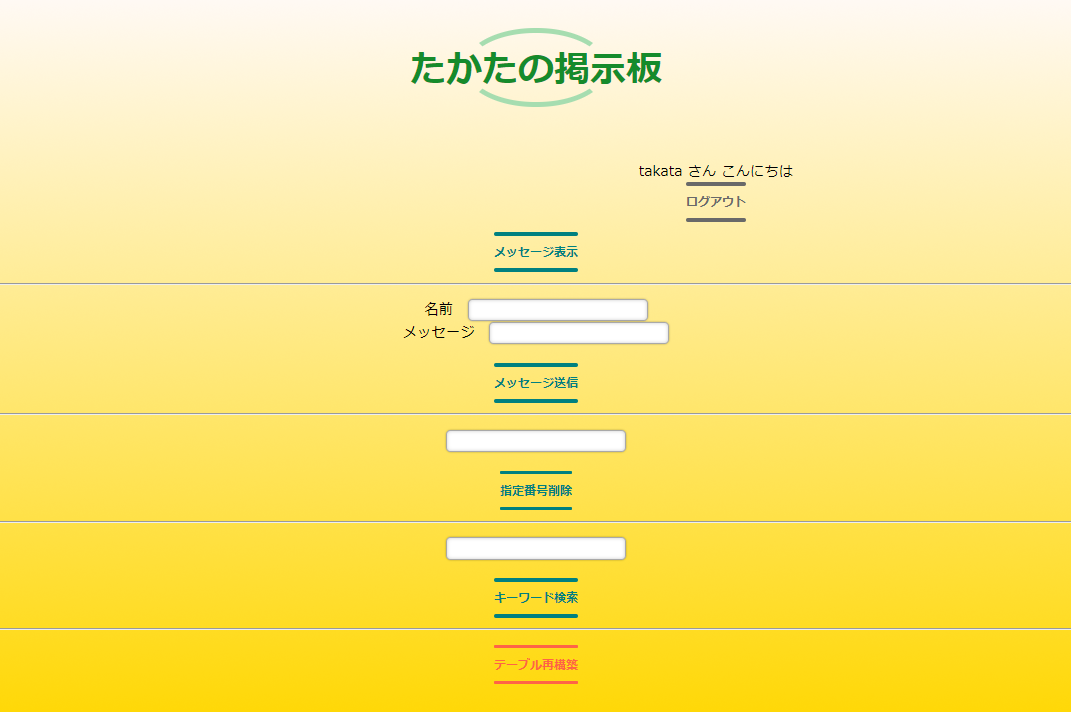 たかたの掲示板
takata さん こんにちは
ログアウト
メッセージ表示
名前
メッセージ
メッセージ送信
指定番号削除
キーワード検索
テーブル再構築